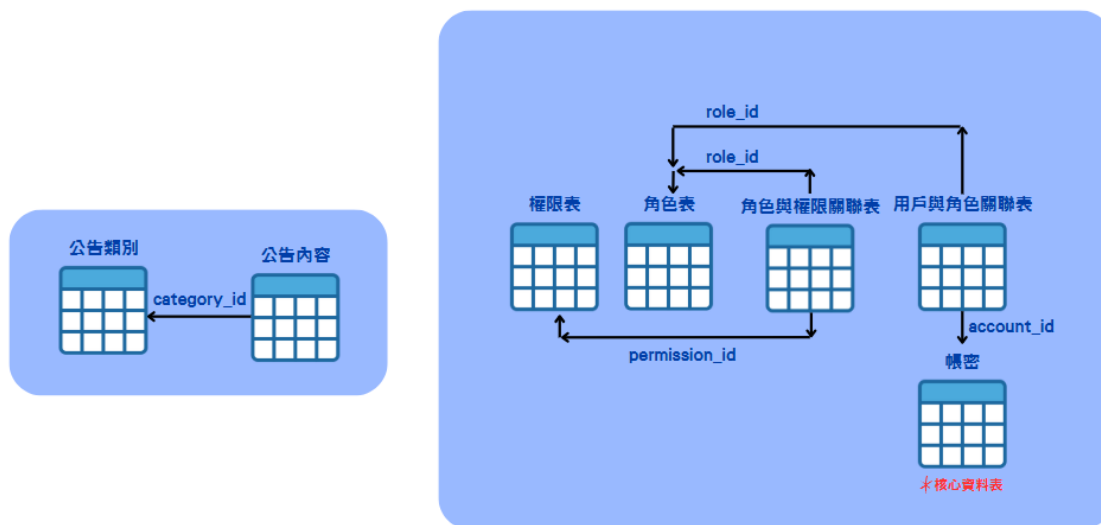 公告類別
公告內容
category_id
role_id
role_id
權限表
角色表
角色與權限關聯表
用戶與角色關聯表
permission_id
account_id
帳密
*核心資料表